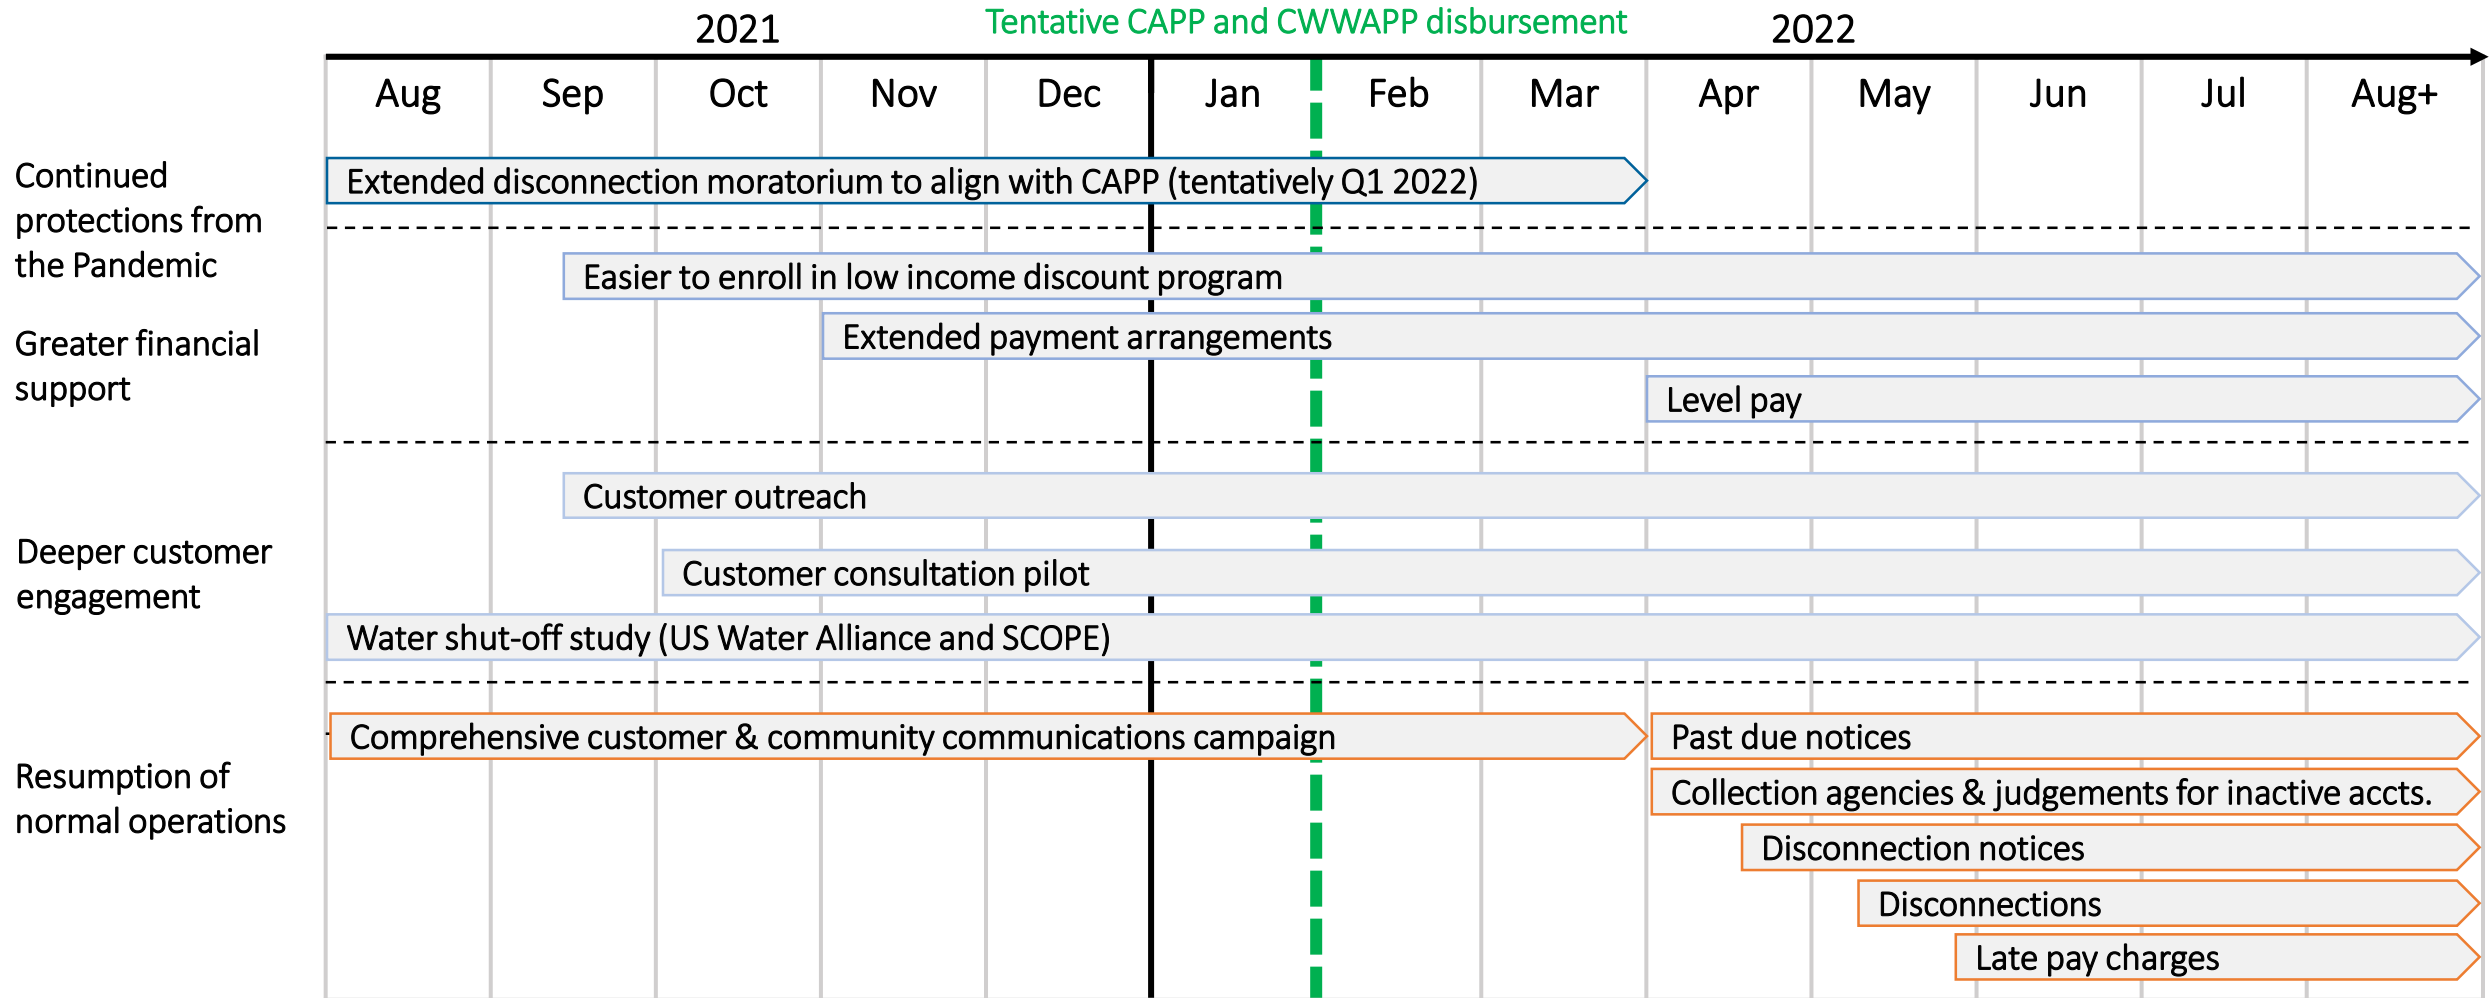 2021
Tentative CAPP and CWWAPP disbursement
2022
Aug
Sep
Oct
Nov
Dec
Jan
Feb
Mar
Apr
May
Jun
Jul
Aug+
Continued
protections from
the Pandemic
Extended disconnection moratorium to align with CAPP (tentatively Q1 2022)
Easier to enroll in low income discount program
Greater financial
support
Extended payment arrangements
Level pay
Deeper customer
engagement
Customer outreach
Customer consultation pilot
Water shut-off study (US Water Alliance and SCOPE)
Resumption of
normal operations
Comprehensive customer & community communications campaign
Past due notices
Collection agencies & judgements for inactive accts.
Disconnection notices
Disconnections
Late pay charges